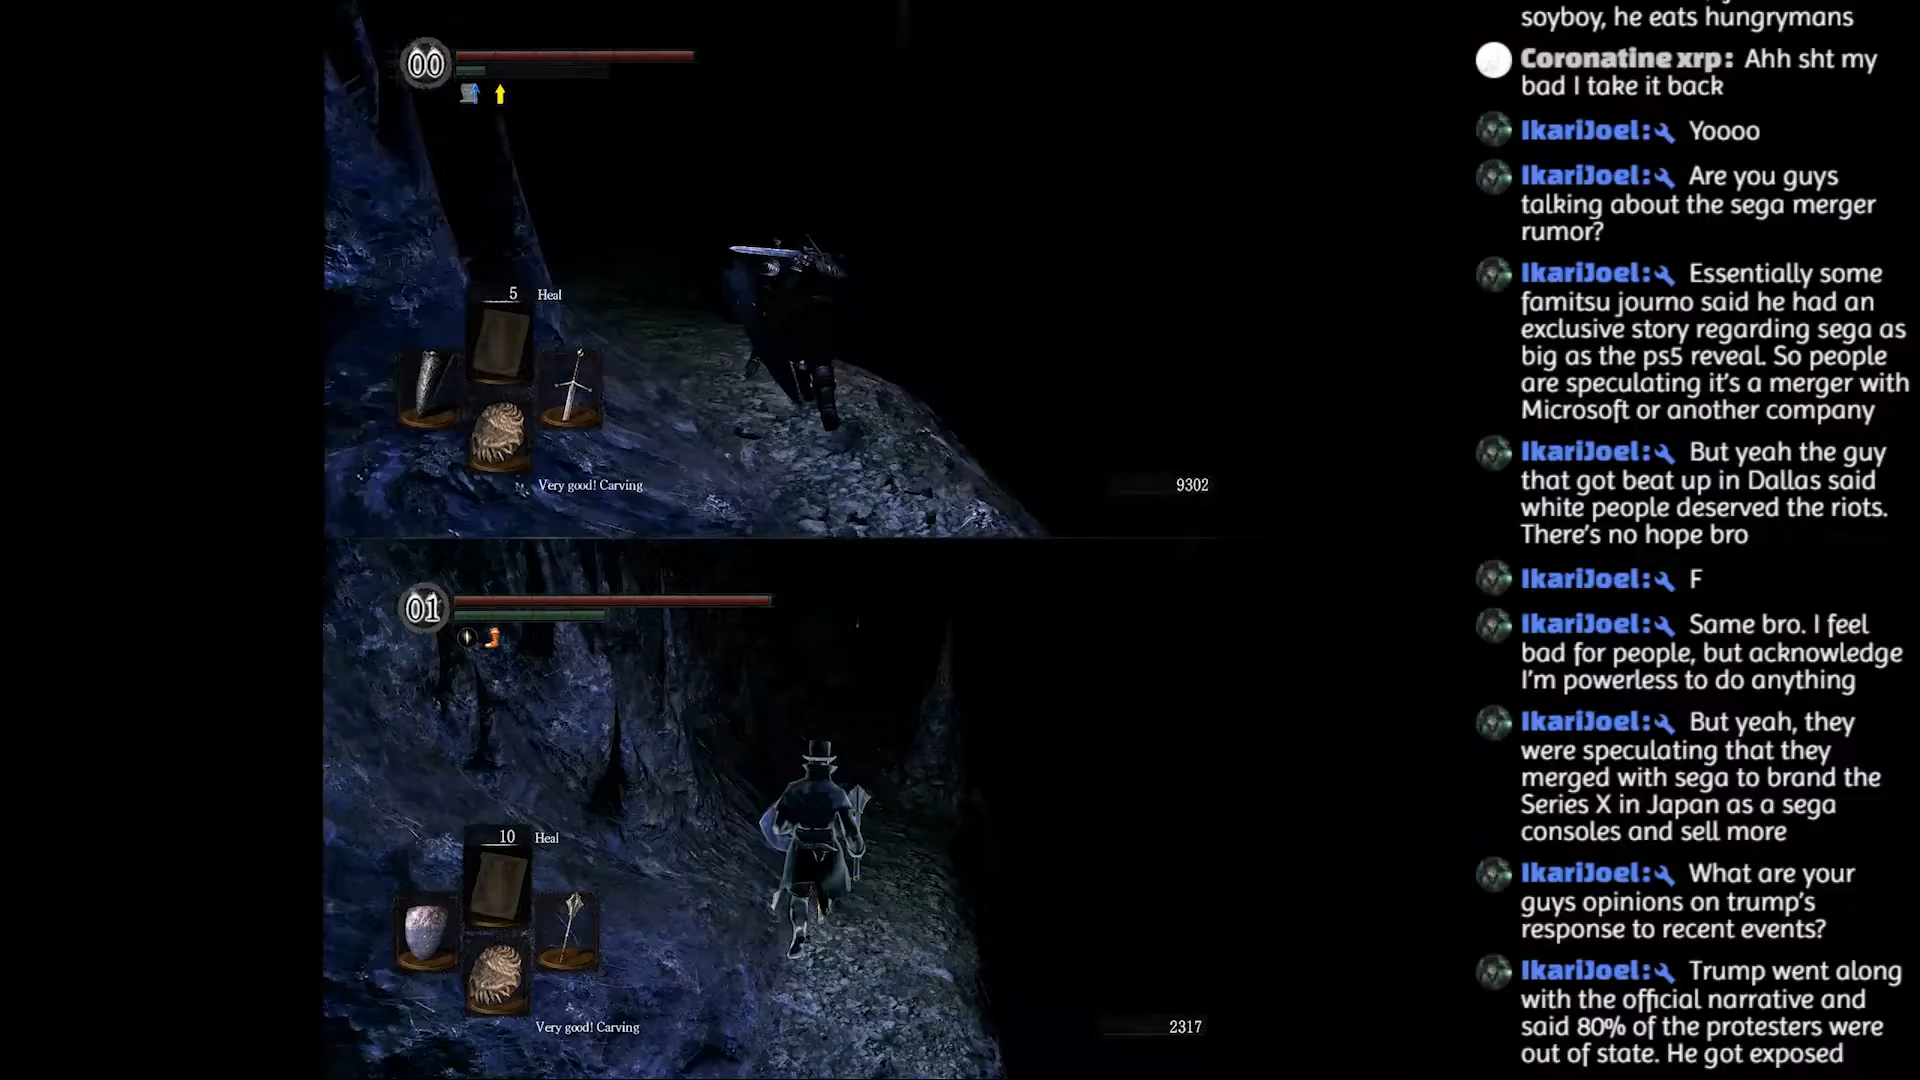 00
5 Heal
Very good! Carving
9302
01
10 Heal
Very good! Carving
2317
soyboy, he eats hungrymans
Coronatine xrp: Ahh sht my
bad I take it back
IkariJoel: Yoooo
IkariJoel: Are you guys
talking about the sega merger
rumor?
IkariJoel: Essentially some
famitsu journo said he had an
exclusive story regarding sega as
big as the ps5 reveal. So people
are speculating it's a merger with
Microsoft or another company
IkariJoel: But yeah the guy
that got beat up in Dallas said
white people deserved the riots.
There's no hope bro
IkariJoel: F
IkariJoel: Same bro. I feel
bad for people, but acknowledge
I'm powerless to do anything
IkariJoel: But yeah, they
were speculating that they
merged with sega to brand the
Series X in Japan as a sega
consoles and sell more
IkariJoel: What are your
guys opinions on trump's
response to recent events?
IkariJoel: Trump went along
with the official narrative and
said 80% of the protesters were
out of state. He got exposed